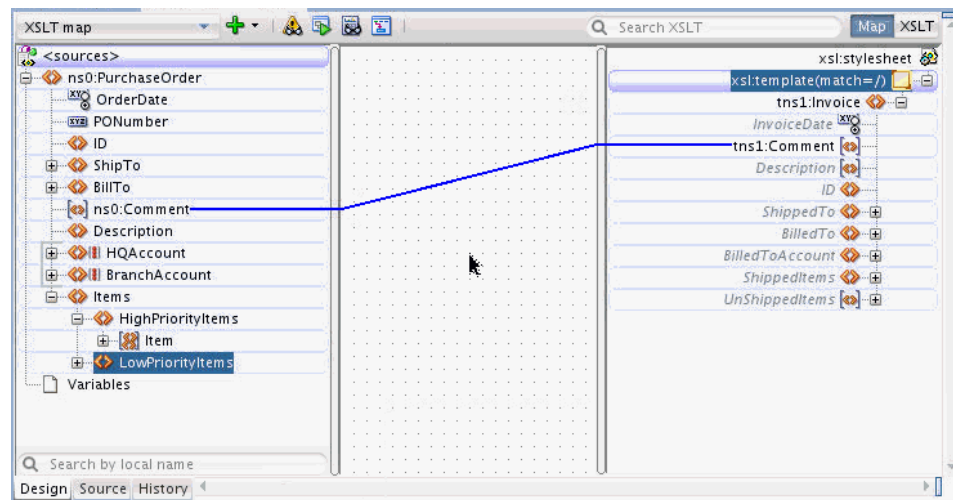 XSLT map
Search XSLT
Map
XSLT
<sources>
ns0:PurchaseOrder
OrderDate
PONumber
ID
ShipTo
BillTo
ns0:Comment
Description
HQAccount
BranchAccount
Items
HighPriorityItems
Item
LowPriorityItems
Variables
Search by local name
xsl:stylesheet
xsl:template(match=/)
tns1:Invoice
InvoiceDate
tns1:Comment
Description
ID
ShippedTo
BilledTo
BilledToAccount
ShippedItems
UnShippedItems
Design Source History